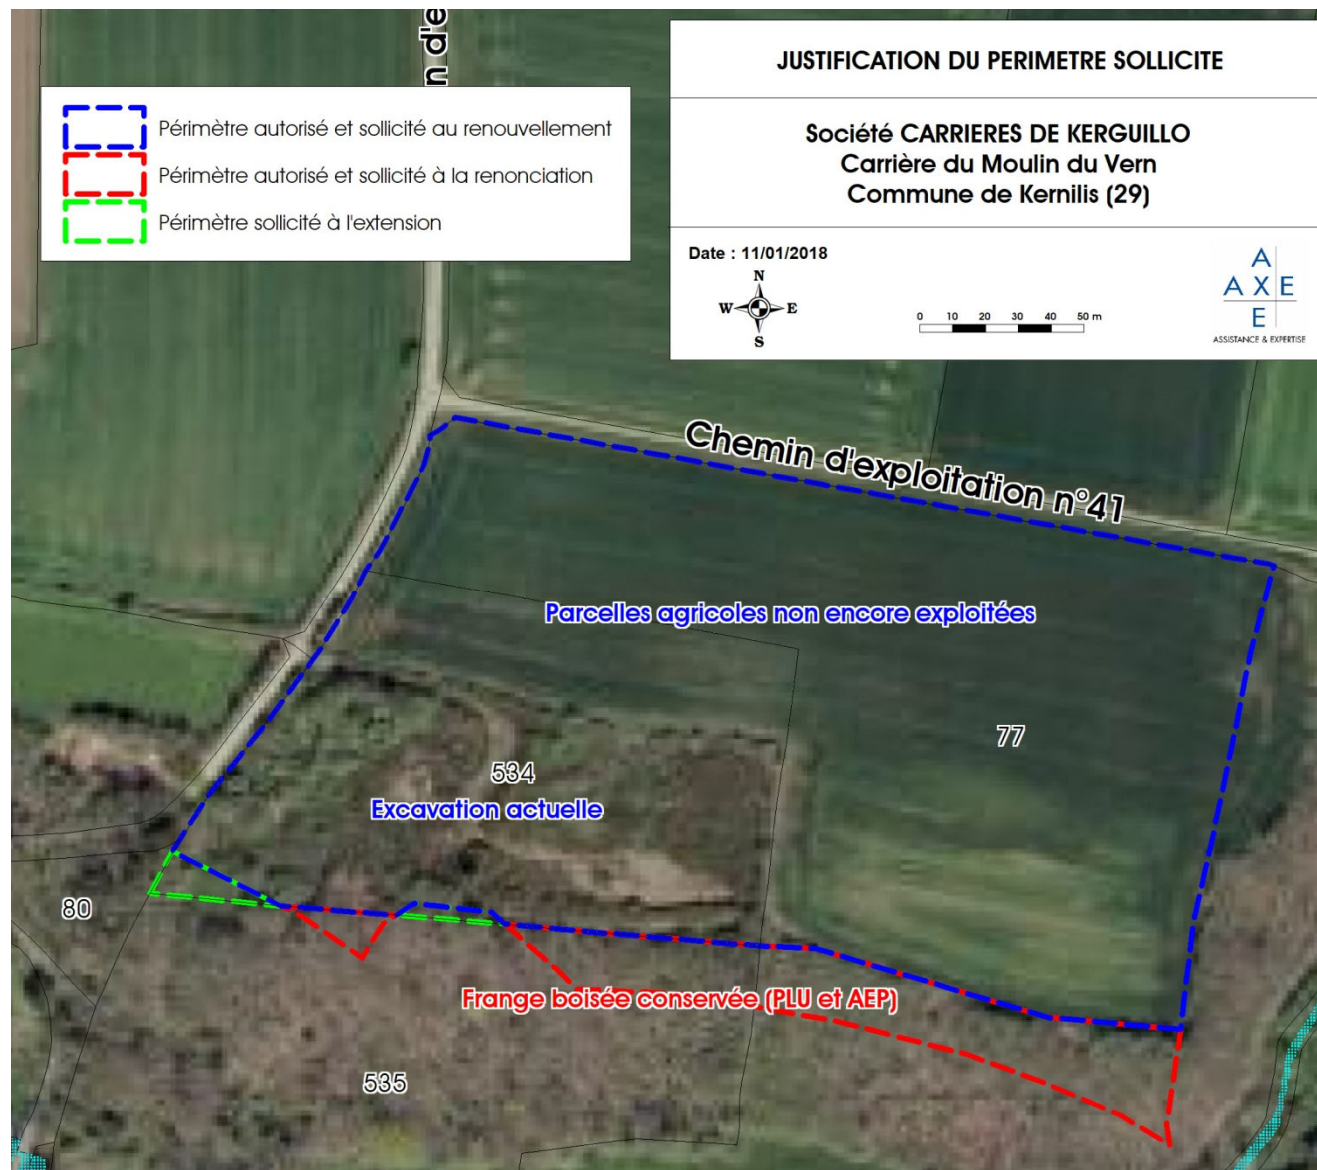 n d'e
JUSTIFICATION DU PERIMETRE SOLLICITE
Société CARRIERES DE KERGUILLO
Carrière du Moulin du Vern
Commune de Kernilis (29)
Date : 11/01/2018
N
W E
S
0 10 20 30 40 50 m
A
A X E
E
ASSISTANCE & EXPERTISE
Périmètre autorisé et sollicité au renouvellement
Périmètre autorisé et sollicité à la renonciation
Périmètre sollicité à l'extension
Chemin d'exploitation n°41
Parcelles agricoles non encore exploitées
77
534
Excavation actuelle
80
Frange boisée conservée (PLU et AEP)
535